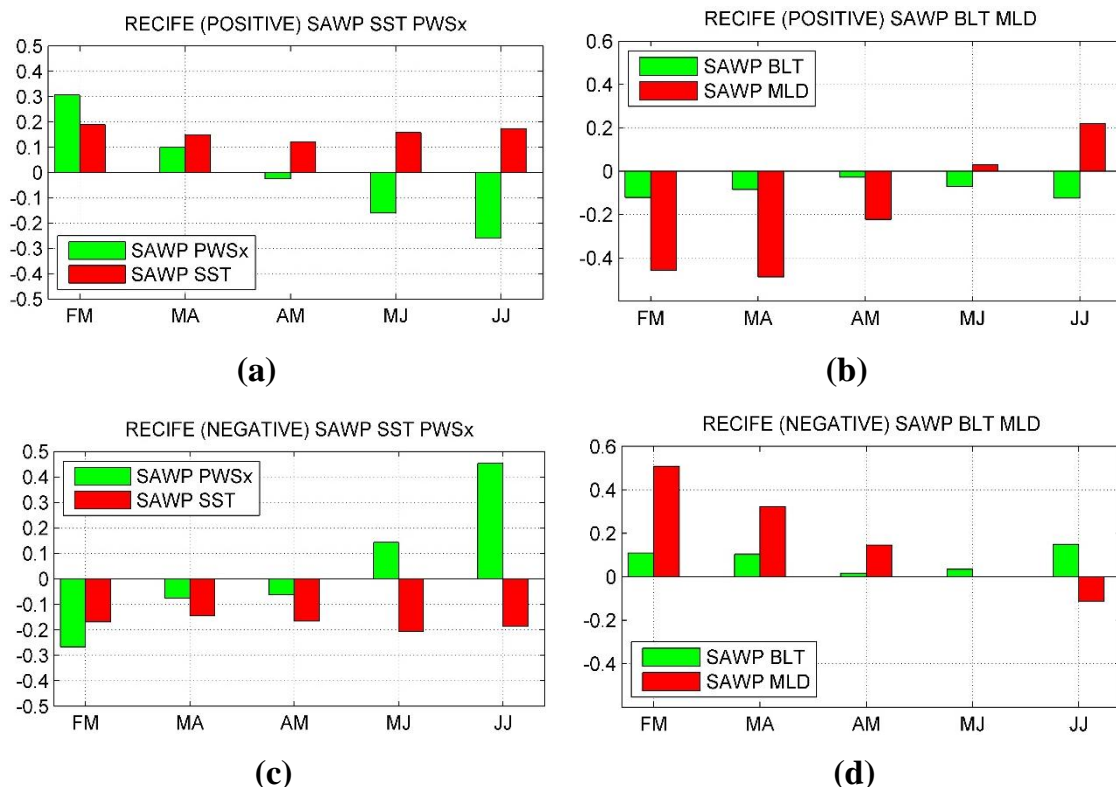 RECIFE (POSITIVE) SAWP SST PWSx
0.5
0.4
0.3
0.2
0.1
0
-0.1
-0.2
-0.3
-0.4
-0.5
SAWP PWSx
SAWP SST
FM MA AM MJ JJ
(a)
RECIFE (POSITIVE) SAWP BLT MLD
0.6
0.4
0.2
0
-0.2
-0.4
SAWP BLT
SAWP MLD
FM MA AM MJ JJ
(b)
RECIFE (NEGATIVE) SAWP SST PWSx
0.5
0.4
0.3
0.2
0.1
0
-0.1
-0.2
-0.3
-0.4
-0.5
SAWP PWSx
SAWP SST
FM MA AM MJ JJ
(c)
RECIFE (NEGATIVE) SAWP BLT MLD
0.6
0.4
0.2
0
-0.2
-0.4
SAWP BLT
SAWP MLD
FM MA AM MJ JJ
(d)